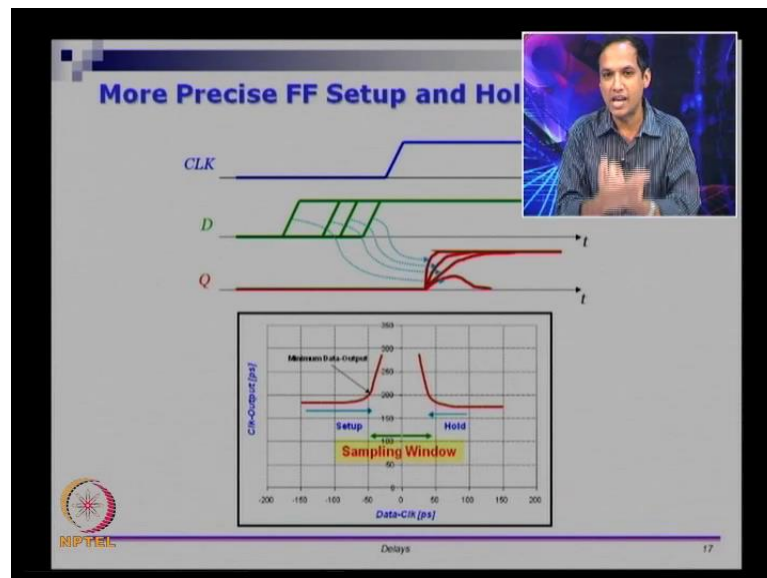 More Precise FF Setup and Hol
CLK
D
t
Q
t
350
300
Minimum Data-Output
250
200
150
Setup
Hold
100
Sampling Window
50
0
Clk-Output [ps]
-200 -150 -100 -50 0 50 100 150 200
Data-Clk [ps]
NPTEL
Delays
17